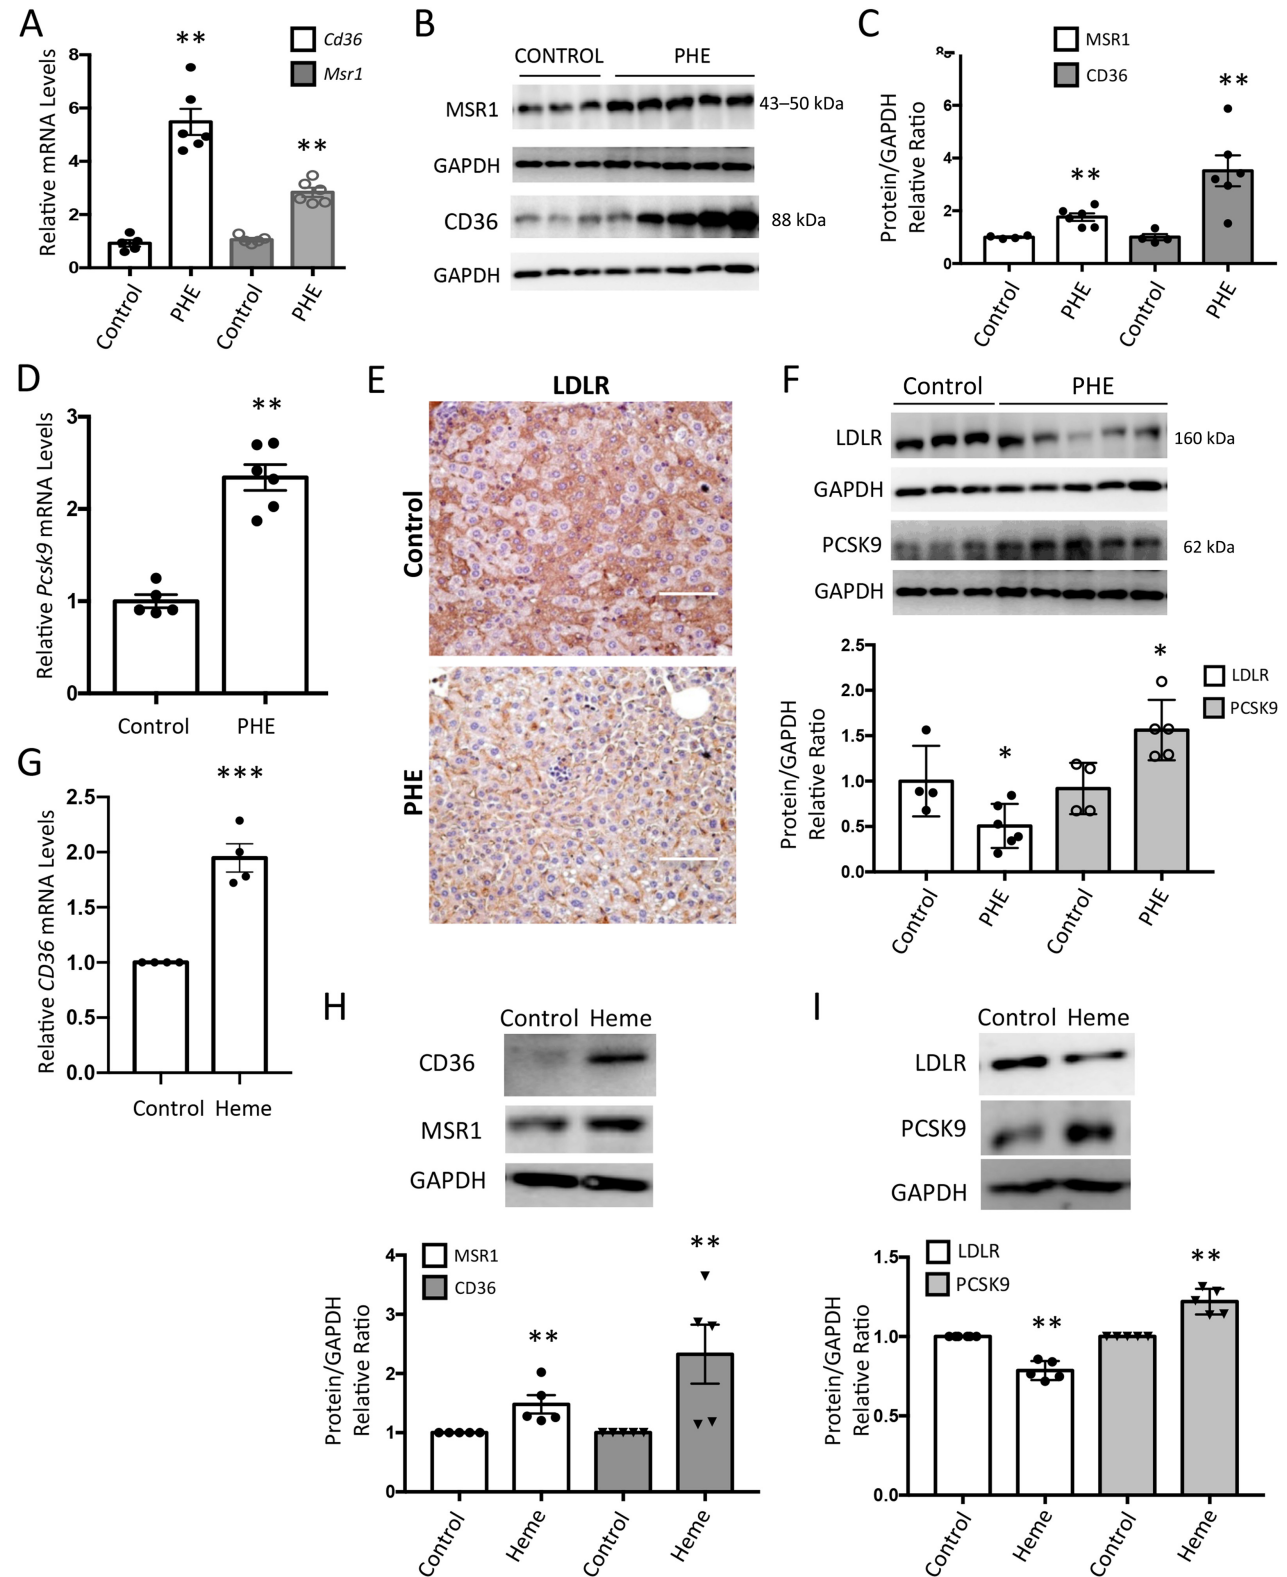 A
Relative mRNA Levels
8
6
4
2
0
**
**
Cd36
Msr1
Control
PHE
Control
PHE
B
CONTROL PHE
MSR1 43–50 kDa
GAPDH
CD36 88 kDa
GAPDH
C
Protein/GAPDH
Relative Ratio
8
6
4
2
0
MSR1
CD36
**
**
Control
PHE
Control
PHE
D
Relative Pcsk9 mRNA Levels
3
2
1
0
**
Control PHE
E
LDLR
Control
PHE
F
Control PHE
LDLR 160 kDa
GAPDH
PCSK9 62 kDa
GAPDH
Protein/GAPDH
Relative Ratio
2.5
2.0
1.5
1.0
0.5
0.0
*
*
LDLR
PCSK9
Control
PHE
Control
PHE
G
Relative CD36 mRNA Levels
2.5
2.0
1.5
1.0
0.5
0.0
***
Control Heme
H
Control Heme
CD36
MSR1
GAPDH
Protein/GAPDH
Relative Ratio
4
3
2
1
0
MSR1
CD36
**
**
Control
Heme
Control
Heme
I
Control Heme
LDLR
PCSK9
GAPDH
Protein/GAPDH
Relative Ratio
1.5
1.0
0.5
0.0
LDLR
PCSK9
**
**
Control
Heme
Control
Heme